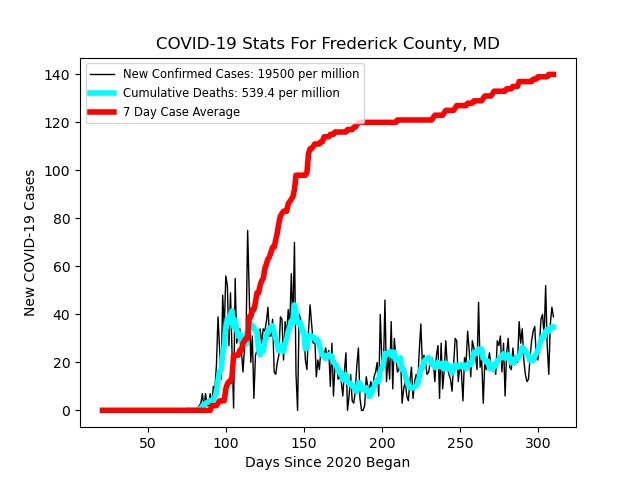 COVID-19 Stats For Frederick County, MD
New Confirmed Cases: 19500 per million
Cumulative Deaths: 539.4 per million
7 Day Case Average
New COVID-19 Cases
140
120
100
80
60
40
20
0
50 100 150 200 250 300
Days Since 2020 Began